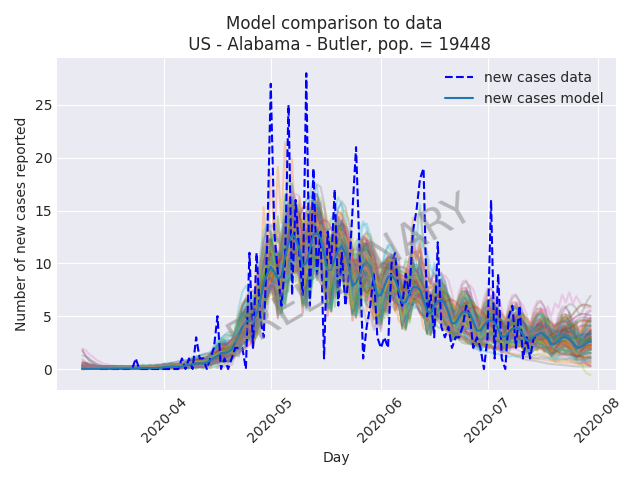 Model comparison to data
US - Alabama - Butler, pop. = 19448
new cases data
new cases model
Number of new cases reported
25
20
15
10
5
0
PRELIMINARY
2020-04
2020-05
2020-06
2020-07
2020-08
Day